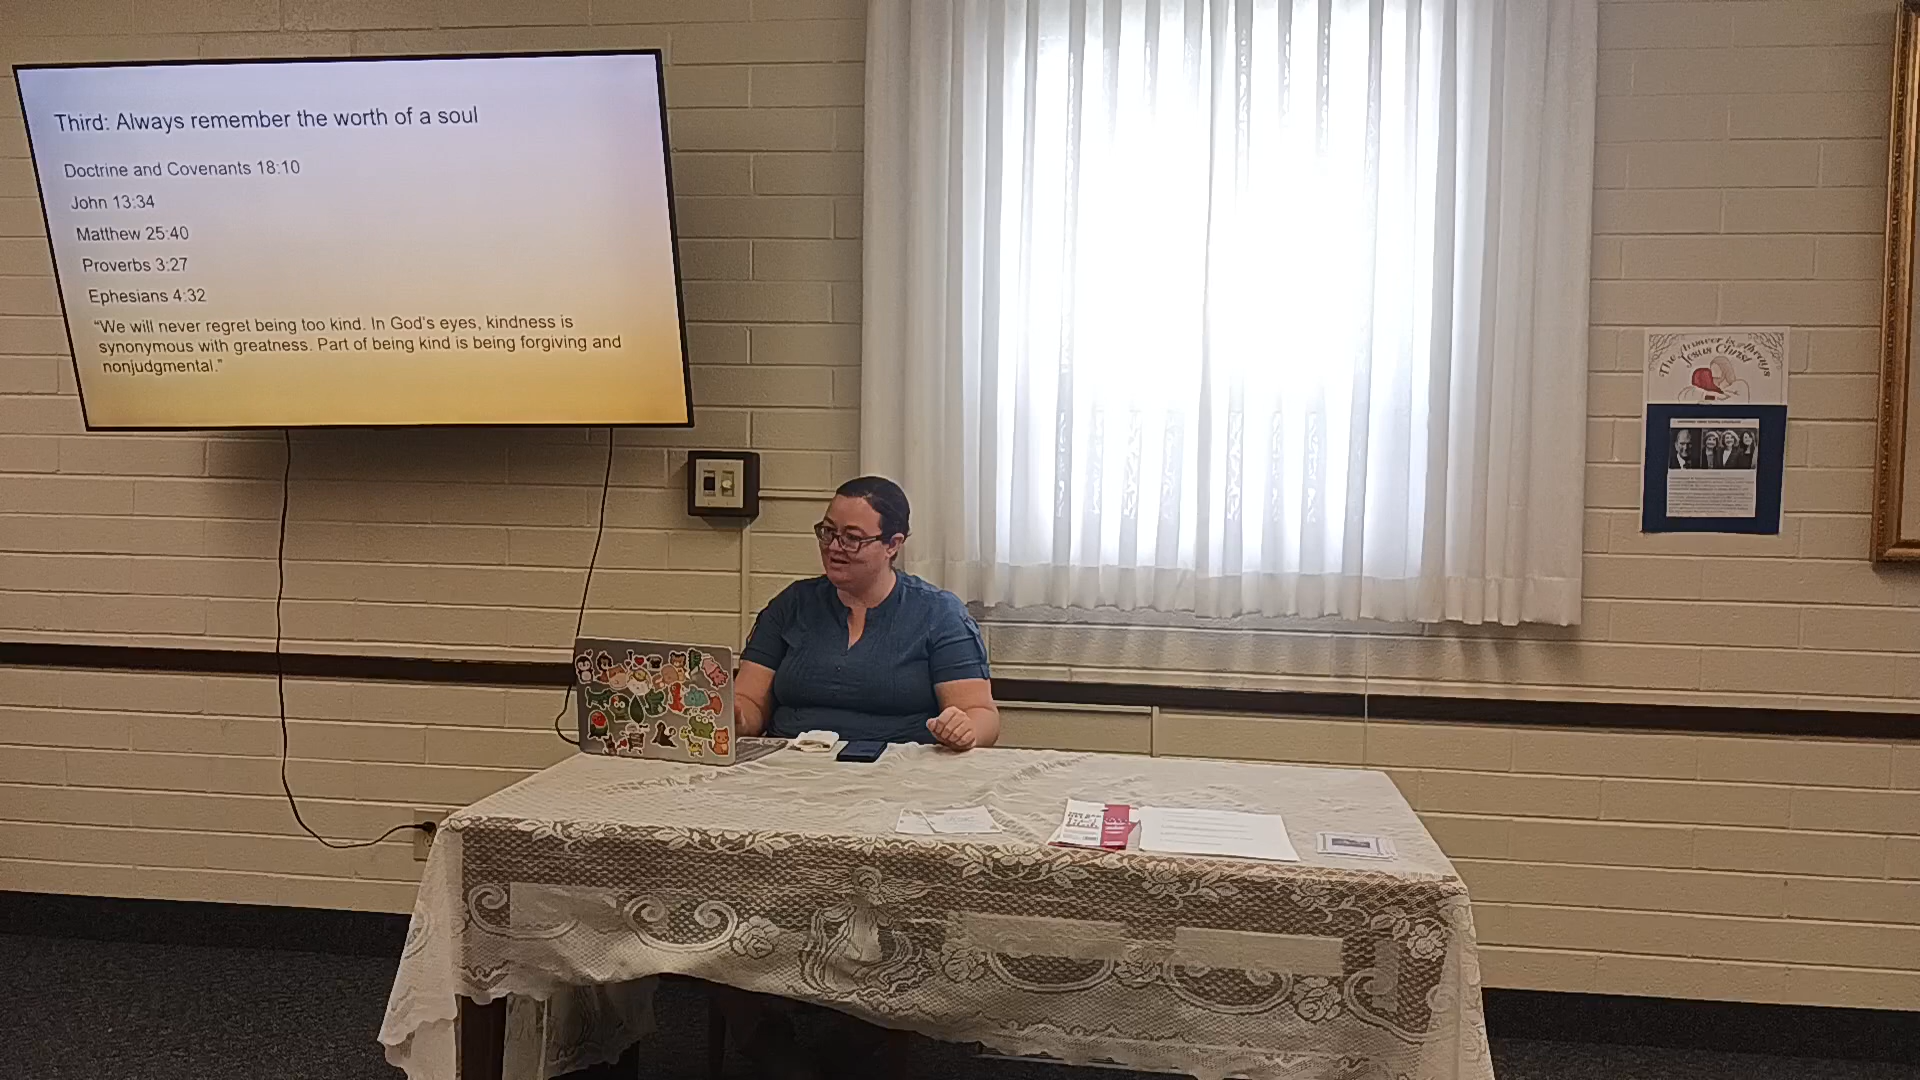 Third: Always remember the worth of a soul
Doctrine and Covenants 18:10
John 13:34
Matthew 25:40
Proverbs 3:27
Ephesians 4:32
“We will never regret being too kind. In God's eyes, kindness is
synonymous with greatness. Part of being kind is being forgiving and
nonjudgmental.”
The Answer is Always
Jesus Christ